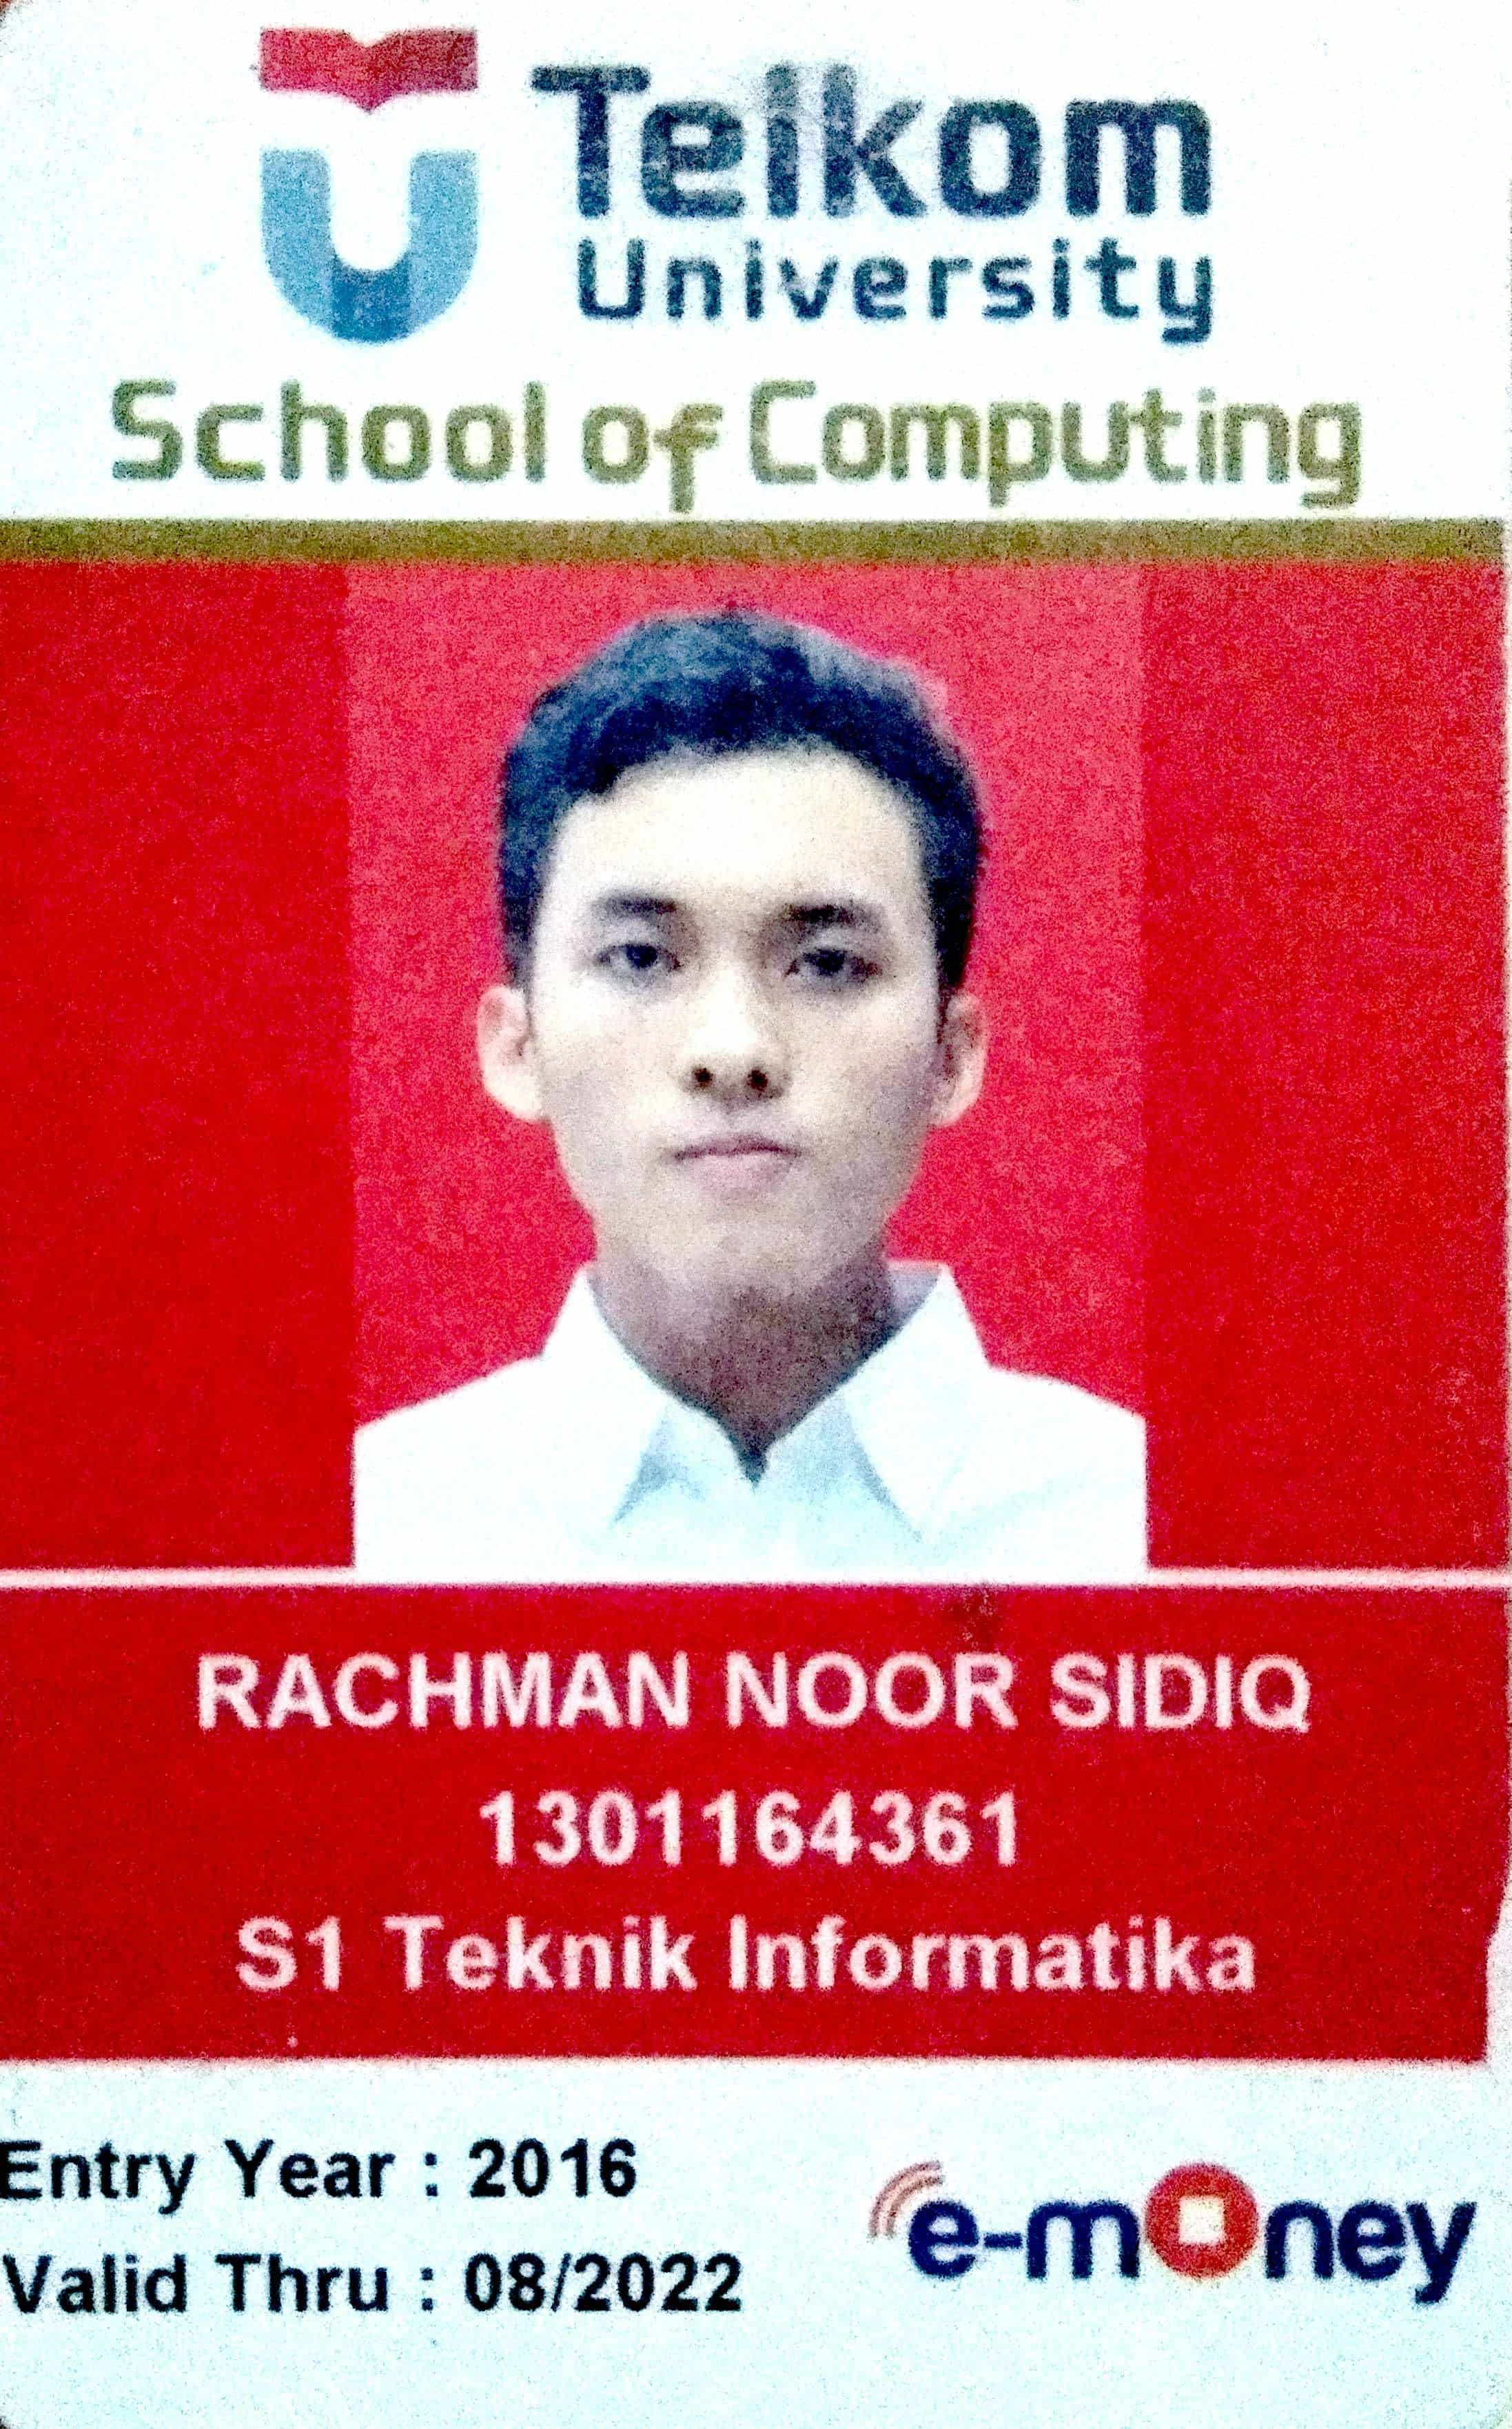 Telkom
University
School of Computing
RACHMAN NOOR SIDIQ
1301164361
S1 Teknik Informatika
Entry Year : 2016
Valid Thru : 08/2022
e-money